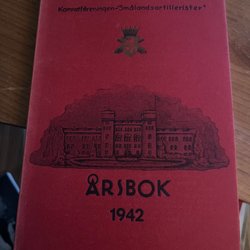 Kamratföreningen "Smålandsartillerister"
ÅRSBOK
1942